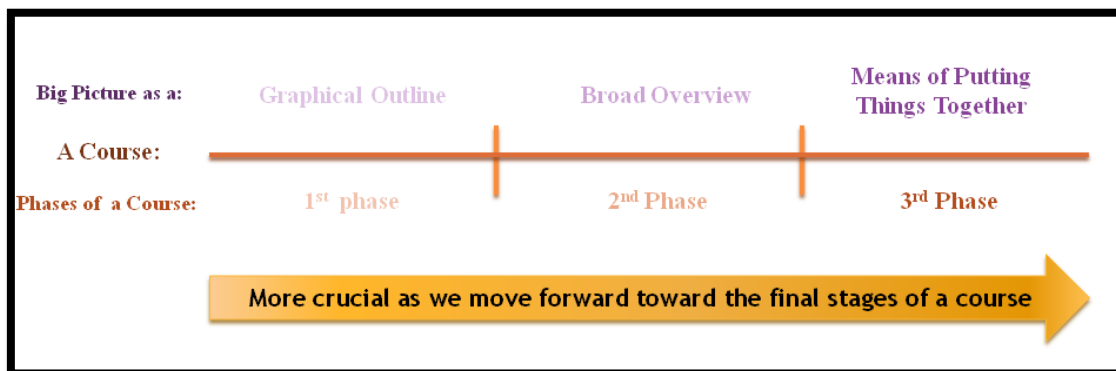 Big Picture as a:
Graphical Outline
Broad Overview
Means of Putting
Things Together
A Course:
Phases of a Course:
1st phase
2nd Phase
3rd Phase
More crucial as we move forward toward the final stages of a course